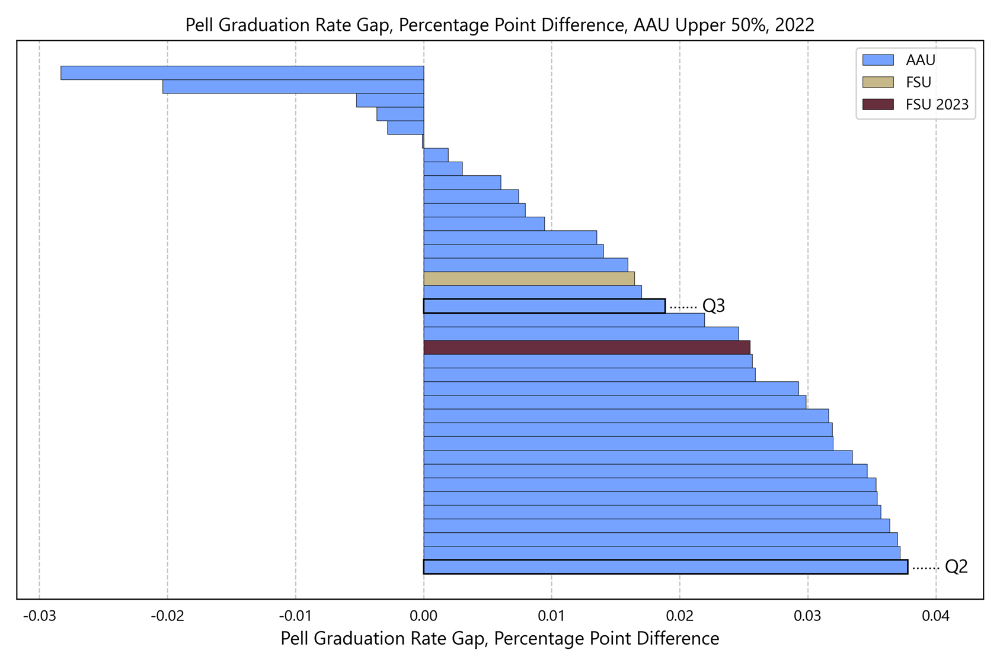 Pell Graduation Rate Gap, Percentage Point Difference, AAU Upper 50%, 2022
AAU
FSU
FSU 2023
Q3
Q2
-0.03 -0.02 -0.01 0.00 0.01 0.02 0.03 0.04
Pell Graduation Rate Gap, Percentage Point Difference